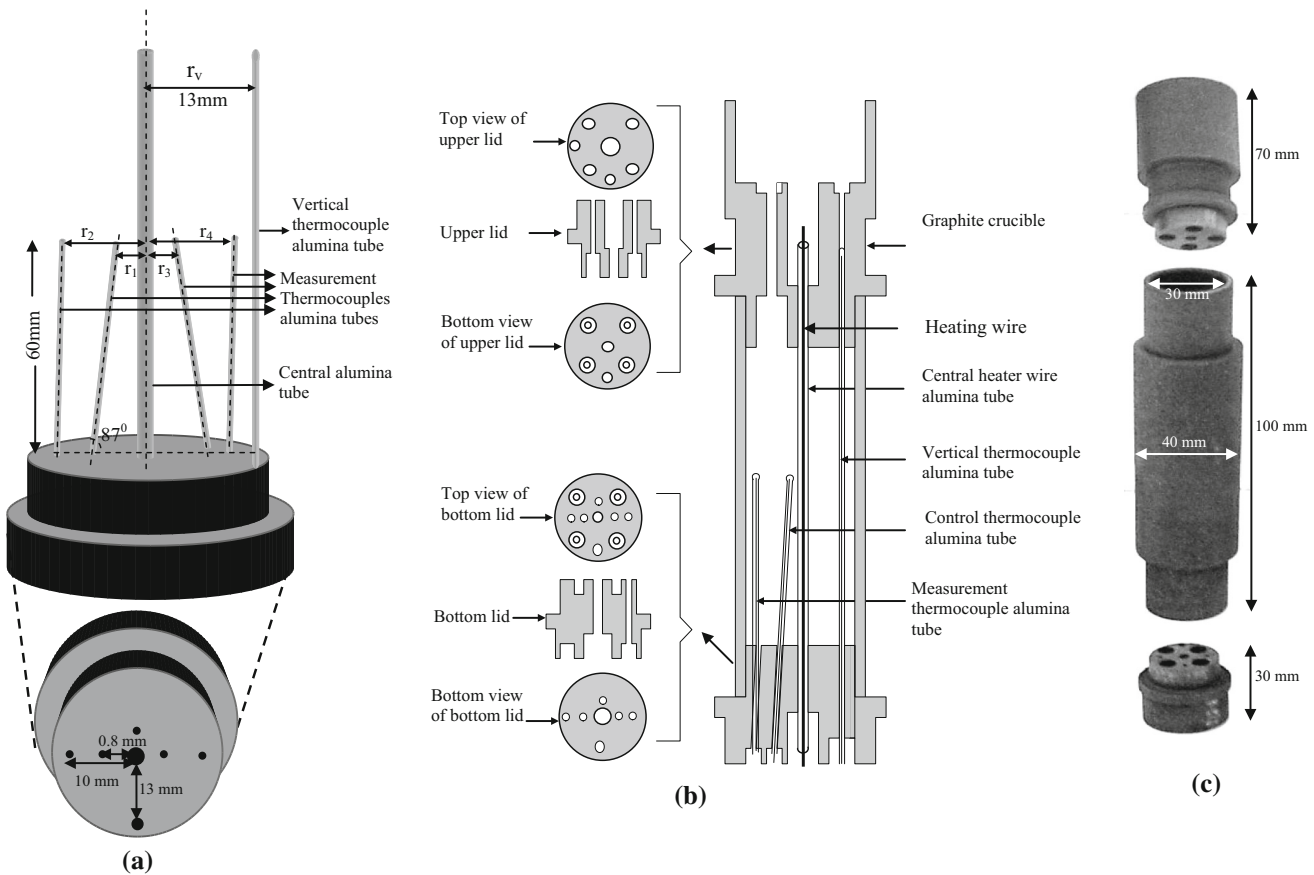 r_v
13mm
Vertical
thermocouple
alumina tube
r_2
r_4
r_1
r_3
Measurement
Thermocouples
alumina tubes
60mm
Central alumina
tube
87^0
0.8 mm
10 mm
13 mm
(a)
Top view of
upper lid
Upper lid
Bottom view
of upper lid
Top view of
bottom lid
Bottom lid
Bottom view
of bottom lid
Graphite crucible
Heating wire
Central heater wire
alumina tube
Vertical thermocouple
alumina tube
Control thermocouple
alumina tube
Measurement
thermocouple alumina
tube
(b)
70 mm
30 mm
100 mm
40 mm
30 mm
(c)